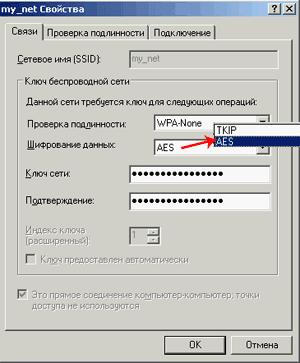 my_net Свойства
Связи Проверка подлинности Подключение
Сетевое имя (SSID): my_net
Ключ беспроводной сети
Данной сети требуется ключ для следующих операций:
Проверка подлинности: WPA-None
TKIP
Шифрование данных: AES AES
Ключ сети: ●●●●●●●●●●●●●●●●
Подтверждение: ●●●●●●●●●●●●●●●●
Индекс ключа
(расширенный): 1
Ключ предоставлен автоматически
Это прямое соединение компьютер-компьютер; точки
доступа не используются
ОК Отмена